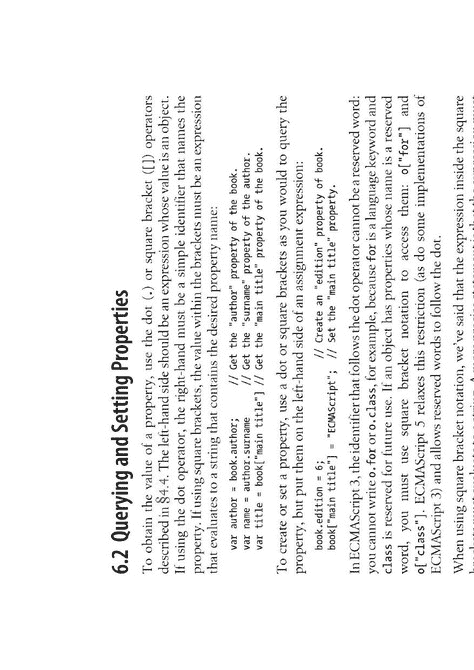 6.2 Querying and Setting Properties
To obtain the value of a property, use the dot (.) or square bracket ([]) operators
described in §4.4. The left-hand side should be an expression whose value is an object.
If using the dot operator, the right-hand must be a simple identifier that names the
property. If using square brackets, the value within the brackets must be an expression
that evaluates to a string that contains the desired property name:
var author = book.author; // Get the "author" property of the book.
var name = author.surname // Get the "surname" property of the author.
var title = book["main title"] // Get the "main title" property of the book.
To create or set a property, use a dot or square brackets as you would to query the
property, but put them on the left-hand side of an assignment expression:
book.edition = 6; // Create an "edition" property of book.
book["main title"] = "ECMAScript"; // Set the "main title" property.
In ECMAScript 3, the identifier that follows the dot operator cannot be a reserved word:
you cannot write o.for or o.class, for example, because for is a language keyword and
class is reserved for future use. If an object has properties whose name is a reserved
word, you must use square bracket notation to access them: o["for"] and
o["class"]. ECMAScript 5 relaxes this restriction (as do some implementations of
ECMAScript 3) and allows reserved words to follow the dot.
When using square bracket notation, we've said that the expression inside the square